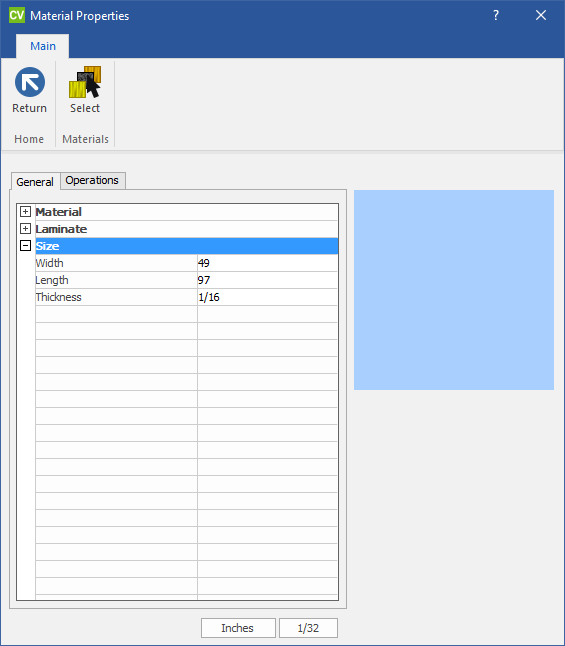 CV Material Properties ?
Main
Return Select
Home Materials
General Operations
Material
Laminate
Size
Width 49
Length 97
Thickness 1/16
Inches 1/32